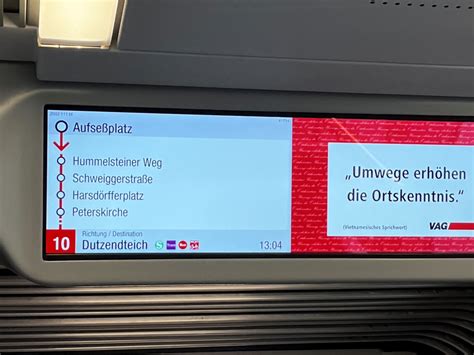 Aufseßplatz
Hummelsteiner Weg
Schweiggerstraße
Harsdörfferplatz
Peterskirche
10
Richtung / Destination
Dutzendteich
13:04
„Umwege erhöhen
die Ortskenntnis.“
(Vietnamesisches Sprichwort)
VAG